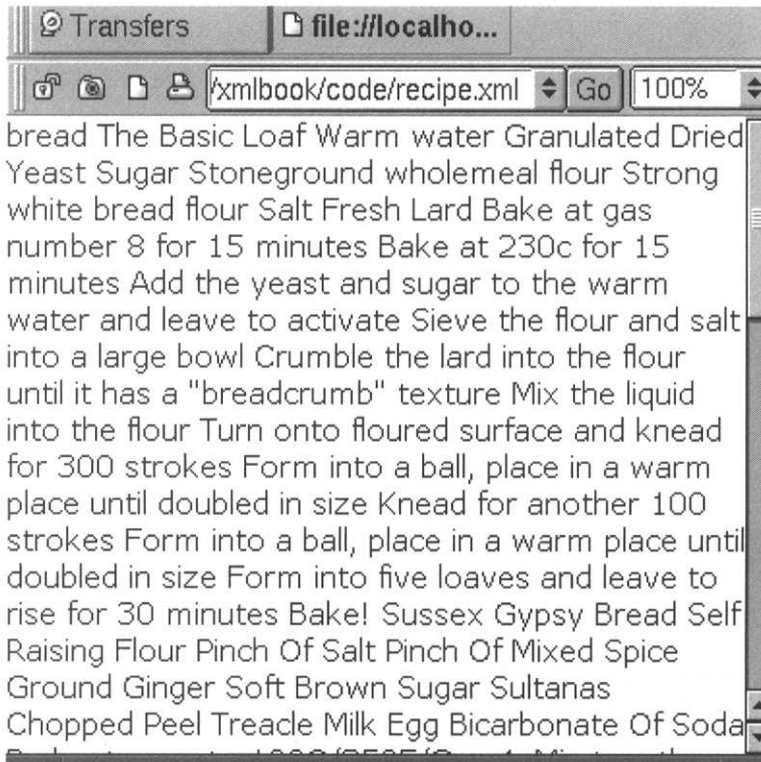 Transfers file://localho...
/xmlbook/code/recipe.xml Go 100%
bread The Basic Loaf Warm water Granulated Dried
Yeast Sugar Stoneground wholemeal flour Strong
white bread flour Salt Fresh Lard Bake at gas
number 8 for 15 minutes Bake at 230c for 15
minutes Add the yeast and sugar to the warm
water and leave to activate Sieve the flour and salt
into a large bowl Crumble the lard into the flour
until it has a "breadcrumb" texture Mix the liquid
into the flour Turn onto floured surface and knead
for 300 strokes Form into a ball, place in a warm
place until doubled in size Knead for another 100
strokes Form into a ball, place in a warm place until
doubled in size Form into five loaves and leave to
rise for 30 minutes Bake! Sussex Gypsy Bread Self
Raising Flour Pinch Of Salt Pinch Of Mixed Spice
Ground Ginger Soft Brown Sugar Sultanas
Chopped Peel Treacle Milk Egg Bicarbonate Of Soda